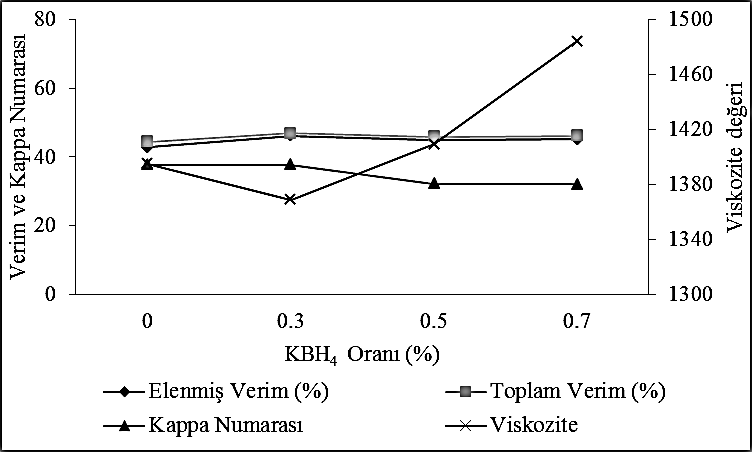 Verim ve Kappa Numarası
80
60
40
20
0
1500
1460
1420
1380
1340
1300
Viskozite değeri
0 0.3 0.5 0.7
KBH₄ Oranı (%)
Elenmiş Verim (%) Toplam Verim (%)
Kappa Numarası Viskozite